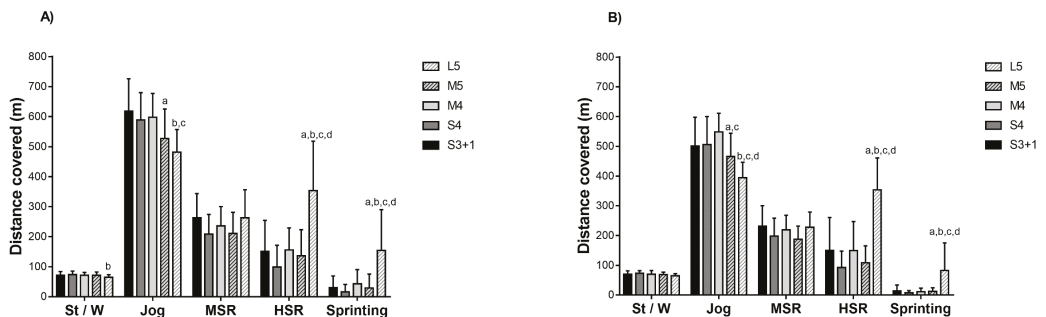 A)
Distance covered (m)
800
700
600
500
400
300
200
100
0
a
b,c
a,b,c,d
a,b,c,d
b
St / W Jog MSR HSR Sprinting
L5
M5
M4
S4
S3+1
B)
Distance covered (m)
800
700
600
500
400
300
200
100
0
a,c
b,c,d
a,b,c,d
a,b,c,d
St / W Jog MSR HSR Sprinting
L5
M5
M4
S4
S3+1